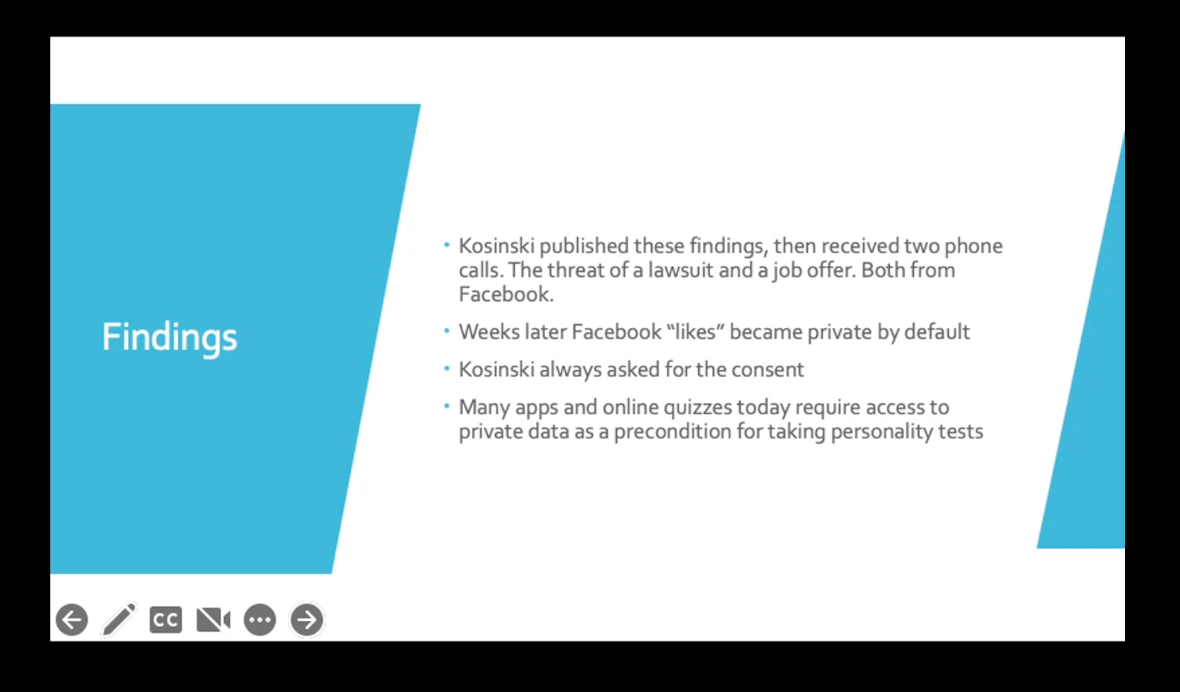 Findings
• Kosinski published these findings, then received two phone
calls. The threat of a lawsuit and a job offer. Both from
Facebook.
• Weeks later Facebook “likes” became private by default
• Kosinski always asked for the consent
• Many apps and online quizzes today require access to
private data as a precondition for taking personality tests
CC